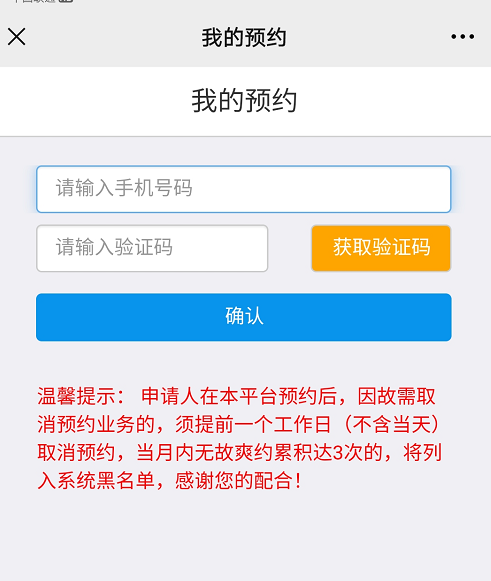 我的预约
我的预约
请输入手机号码
请输入验证码
获取验证码
确认
温馨提示： 申请人在本平台预约后，因故需取
消预约业务的，须提前一个工作日（不含当天）
取消预约，当月内无故爽约累积达3次的，将列
入系统黑名单，感谢您的配合！